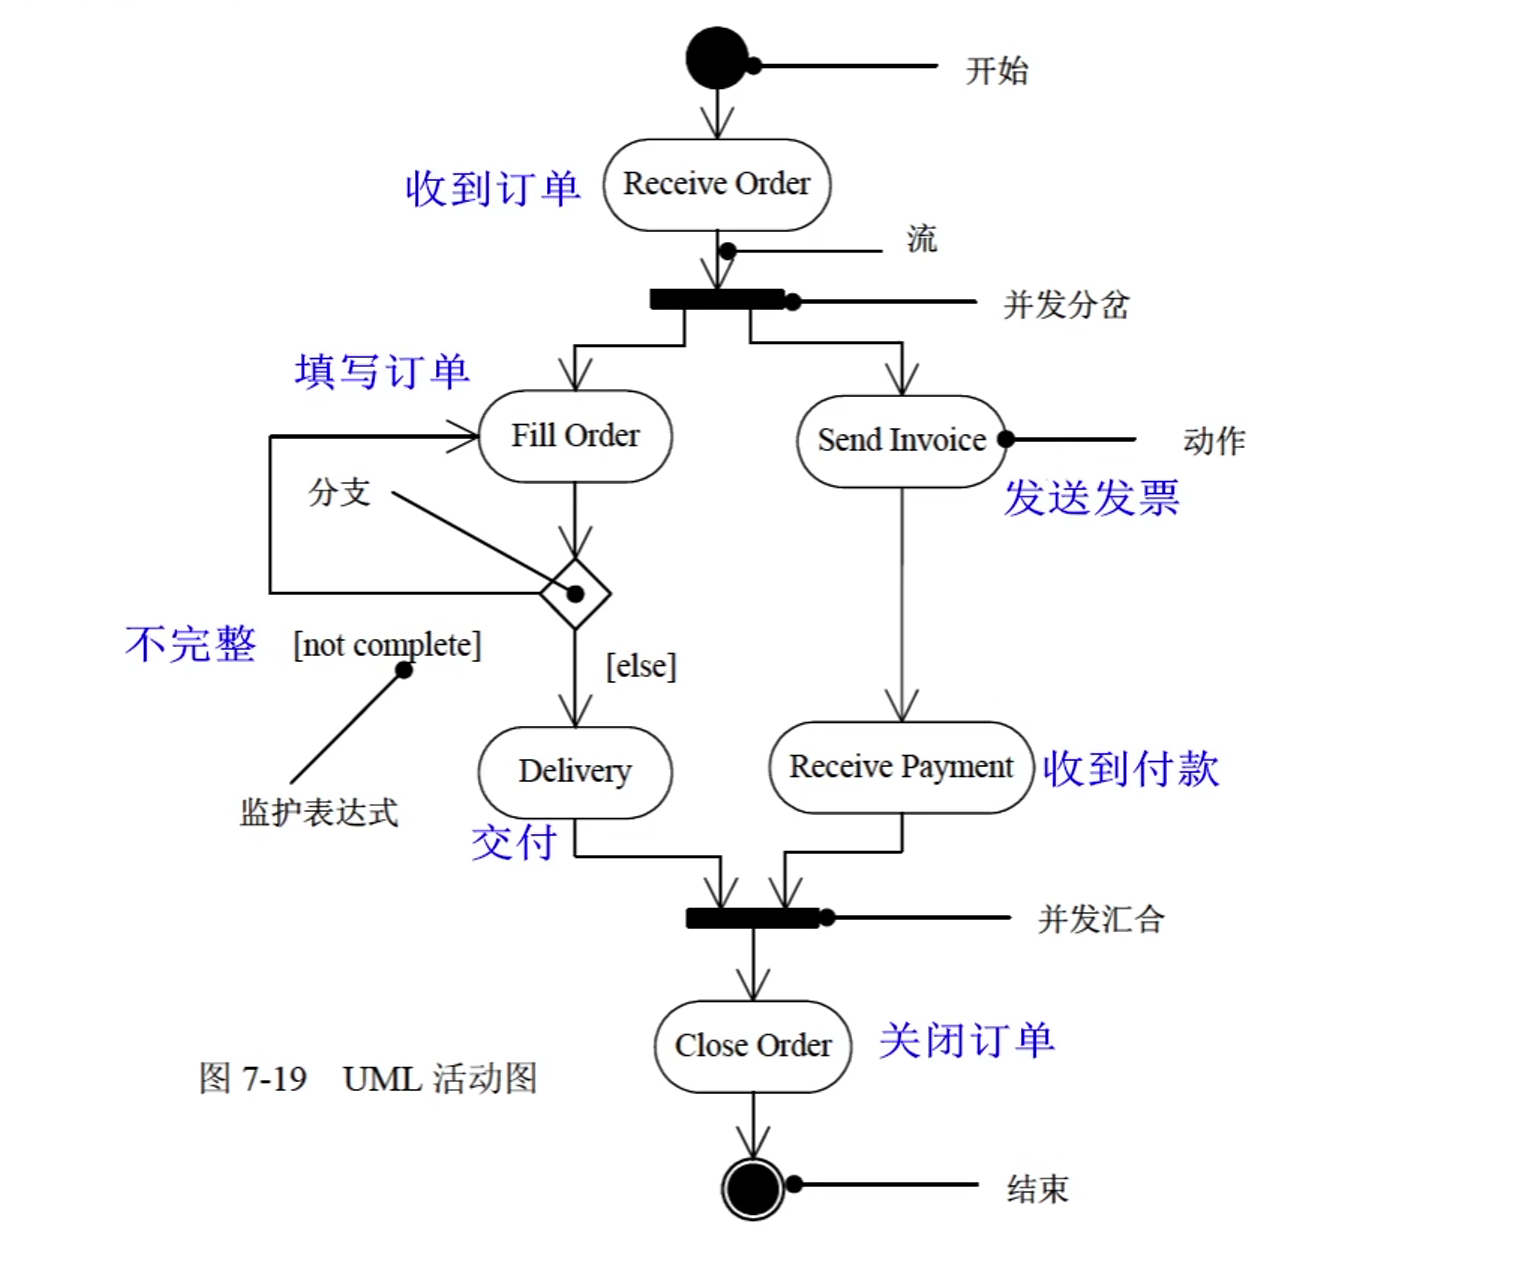 开始
收到订单 Receive Order
流
并发分岔
填写订单
Fill Order
Send Invoice 动作
分支
发送发票
不完整 [not complete]
[else]
Delivery
Receive Payment 收到付款
监护表达式
交付
并发汇合
Close Order 关闭订单
图 7-19 UML 活动图
结束